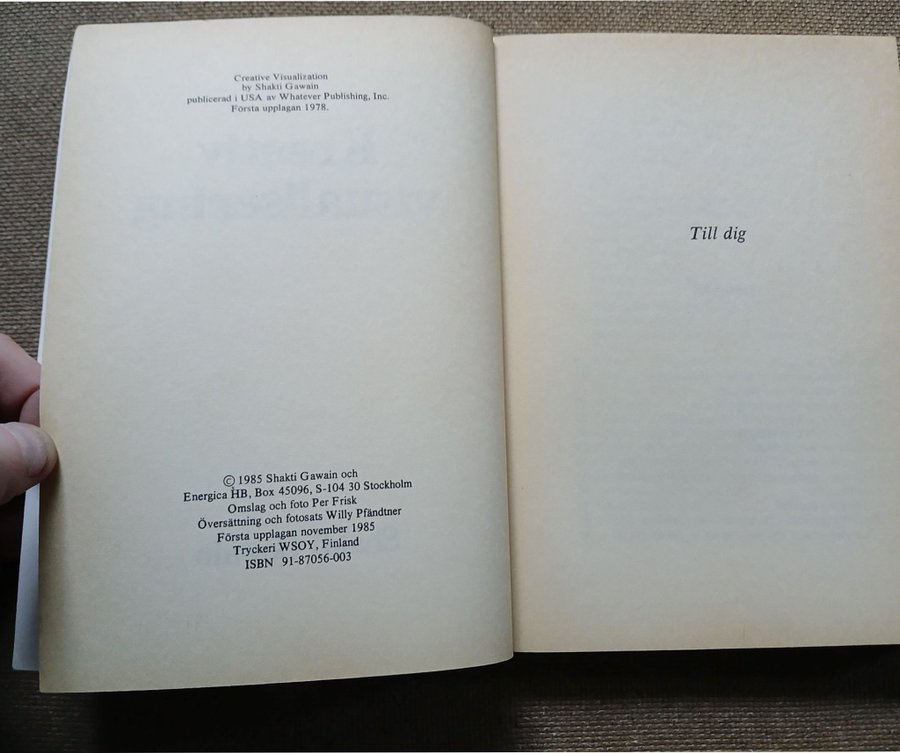 Creative Visualization
by Shakti Gawain
publicerad i USA av Whatever Publishing, Inc.
Första upplagan 1978.
© 1985 Shakti Gawain och
Energica HB, Box 45096, S-104 30 Stockholm
Omslag och foto Per Frisk
Översättning och fotosats Willy Pfändtner
Första upplagan november 1985
Tryckeri WSOY, Finland
ISBN 91-87056-003
Till dig